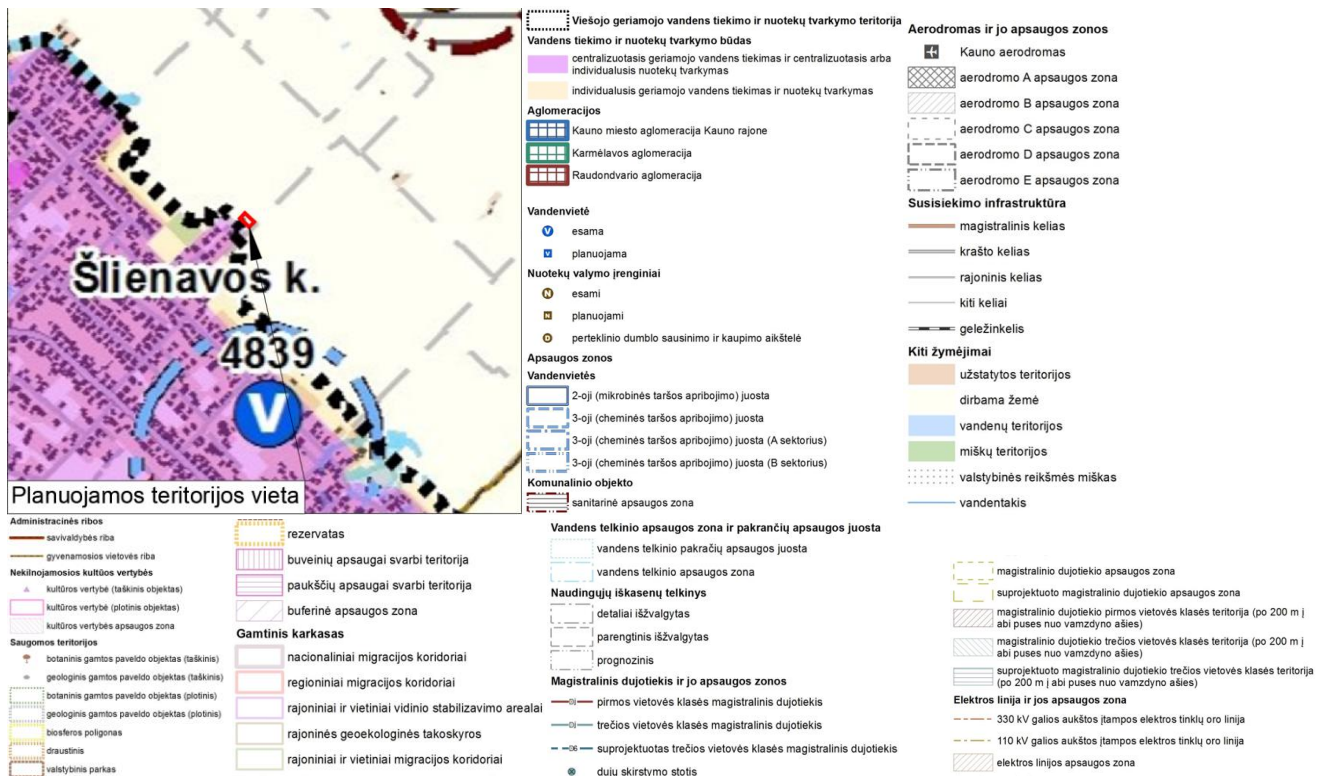 Šlienavos k.
4839
V
Planuojamos teritorijos vieta
Viešojo geriamojo vandens tiekimo ir nuotekų tvarkymo teritorija
Vandens tiekimo ir nuotekų tvarkymo būdas
centralizuotasis geriamojo vandens tiekimas ir centralizuotasis arba
individualusis nuotekų tvarkymas
individualusis geriamojo vandens tiekimas ir nuotekų tvarkymas
Aglomeracijos
Kauno miesto aglomeracija Kauno rajone
Karmėlavos aglomeracija
Raudondvario aglomeracija
Vandenvietė
V esama
V planuojama
Nuotekų valymo įrenginiai
N esami
N planuojami
D perteklinio dumblo sausinimo ir kaupimo aikštelė
Apsaugos zonos
Vandenvietės
2-oji (mikrobinės taršos apribojimo) juosta
3-oji (cheminės taršos apribojimo) juosta
3-oji (cheminės taršos apribojimo) juosta (A sektorius)
3-oji (cheminės taršos apribojimo) juosta (B sektorius)
Komunalinio objekto
sanitarinė apsaugos zona
Aerodromas ir jo apsaugos zonos
Kauno aerodromas
aerodromo A apsaugos zona
aerodromo B apsaugos zona
aerodromo C apsaugos zona
aerodromo D apsaugos zona
aerodromo E apsaugos zona
Susisiekimo infrastruktūra
magistralinis kelias
krašto kelias
rajoninis kelias
kiti keliai
geležinkelis
Kiti žymėjimai
užstatytos teritorijos
dirbama žemė
vandenų teritorijos
miškų teritorijos
valstybinės reikšmės miškas
vandentakis
Administracinės ribos
savivaldybės riba
gyvenamosios vietovės riba
Nekilnojamosios kultūos vertybės
kultūros vertybė (taškinis objektas)
kultūros vertybė (plotinis objektas)
kultūros vertybės apsaugos zona
Saugomos teritorijos
botaninis gamtos paveldo objektas (taškinis)
geologinis gamtos paveldo objektas (taškinis)
botaninis gamtos paveldo objektas (plotinis)
geologinis gamtos paveldo objektas (plotinis)
biosferos poligonas
draustinis
valstybinis parkas
rezervatas
buveinių apsaugai svarbi teritorija
paukščių apsaugai svarbi teritorija
buferinė apsaugos zona
Gamtinis karkasas
nacionaliniai migracijos koridoriai
regioniniai migracijos koridoriai
rajoniniai ir vietiniai vidinio stabilizavimo arealai
rajoninės geoekologinės takoskyros
rajoniniai ir vietiniai migracijos koridoriai
Vandens telkinio apsaugos zona ir pakrančių apsaugos juosta
vandens telkinio pakračių apsaugos juosta
vandens telkinio apsaugos zona
Naudingųjų iškasenų telkinys
detaliai išžvalgytas
parengtinis išžvalgytas
prognozinis
Magistralinis dujotiekis ir jo apsaugos zonos
pirmos vietovės klasės magistralinis dujotiekis
trečios vietovės klasės magistralinis dujotiekis
suprojektuotas trečios vietovės klasės magistralinis dujotiekis
dujų skirstymo stotis
magistralinio dujotiekio apsaugos zona
suprojektuoto magistralinio dujotiekio apsaugos zona
magistralinio dujotiekio pirmos vietovės klasės teritorija (po 200 m į
abi puses nuo vamzdyno ašies)
magistralinio dujotiekio trečios vietovės klasės teritorija (po 200 m į
abi puses nuo vamzdyno ašies)
suprojektuoto magistralinio dujotiekio trečios vietovės klasės teritorija
(po 200 m į abi puses nuo vamzdyno ašies)
Elektros linija ir jos apsaugos zona
330 kV galios aukštos įtampos elektros tinklų oro linija
110 kV galios aukštos įtampos elektros tinklų oro linija
elektros linijos apsaugos zona